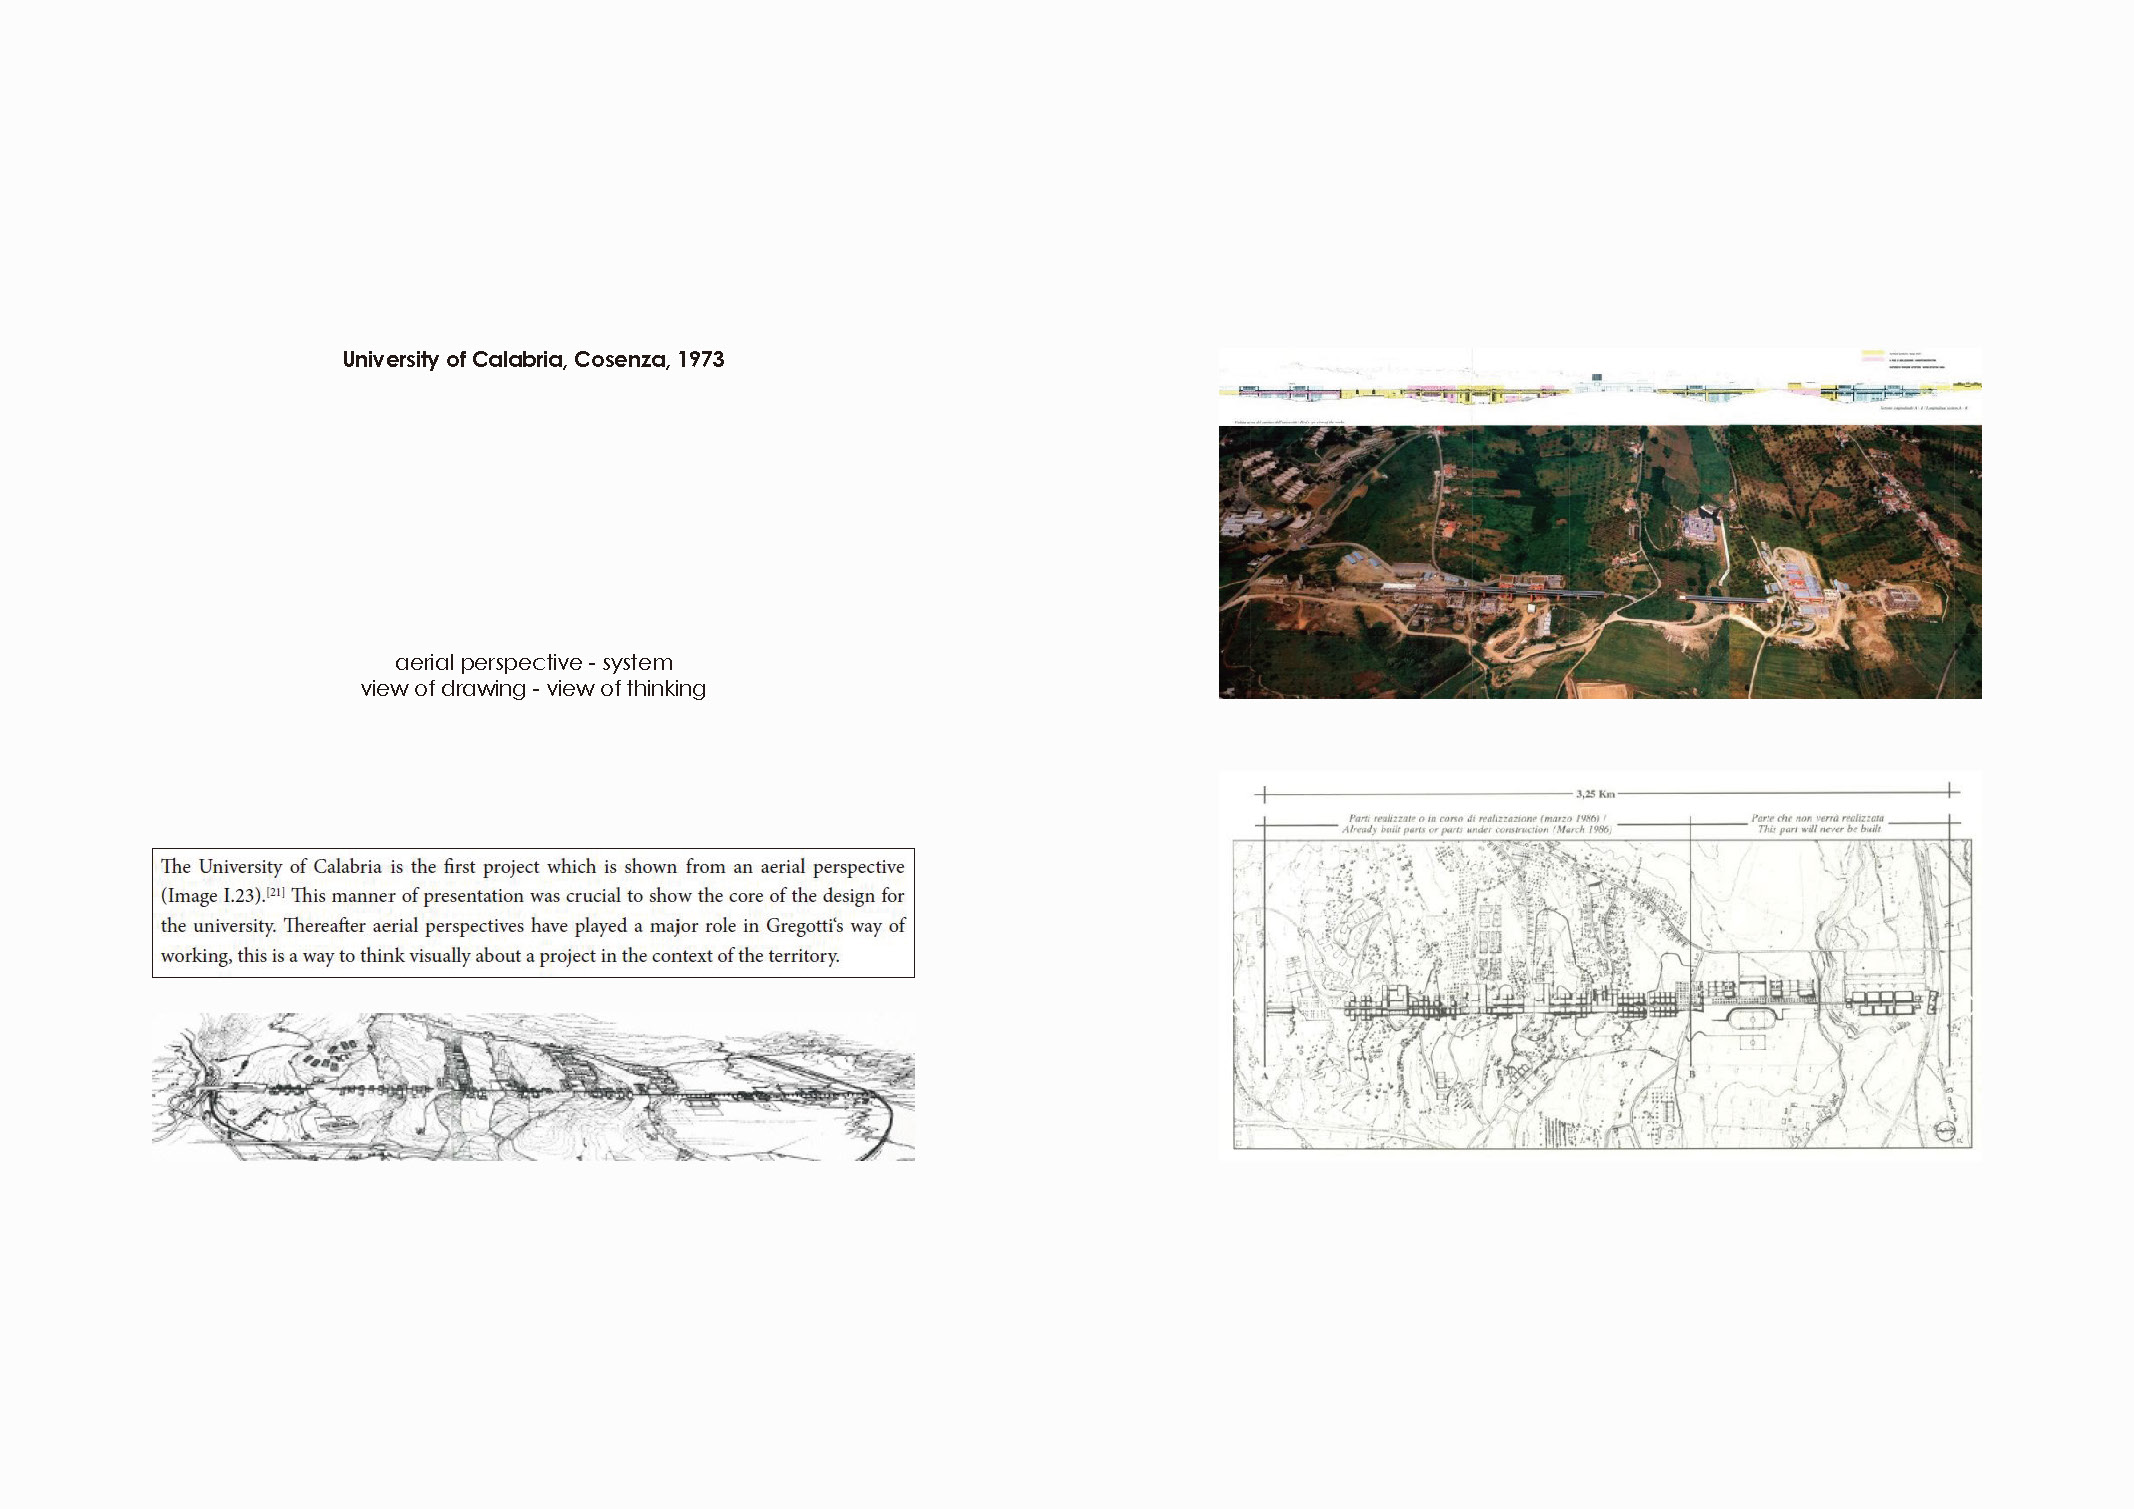 University of Calabria, Cosenza, 1973
aerial perspective - system
view of drawing - view of thinking
The University of Calabria is the first project which is shown from an aerial perspective
(Image I.23).[21] This manner of presentation was crucial to show the core of the design for
the university. Thereafter aerial perspectives have played a major role in Gregotti‘s way of
working, this is a way to think visually about a project in the context of the territory.
3,25 Km
Parti realizzate o in corso di realizzazione (marzo 1986) /
Already built parts or parts under construction (March 1986)
Parte che non verrà realizzata
This part will never be built
A
B